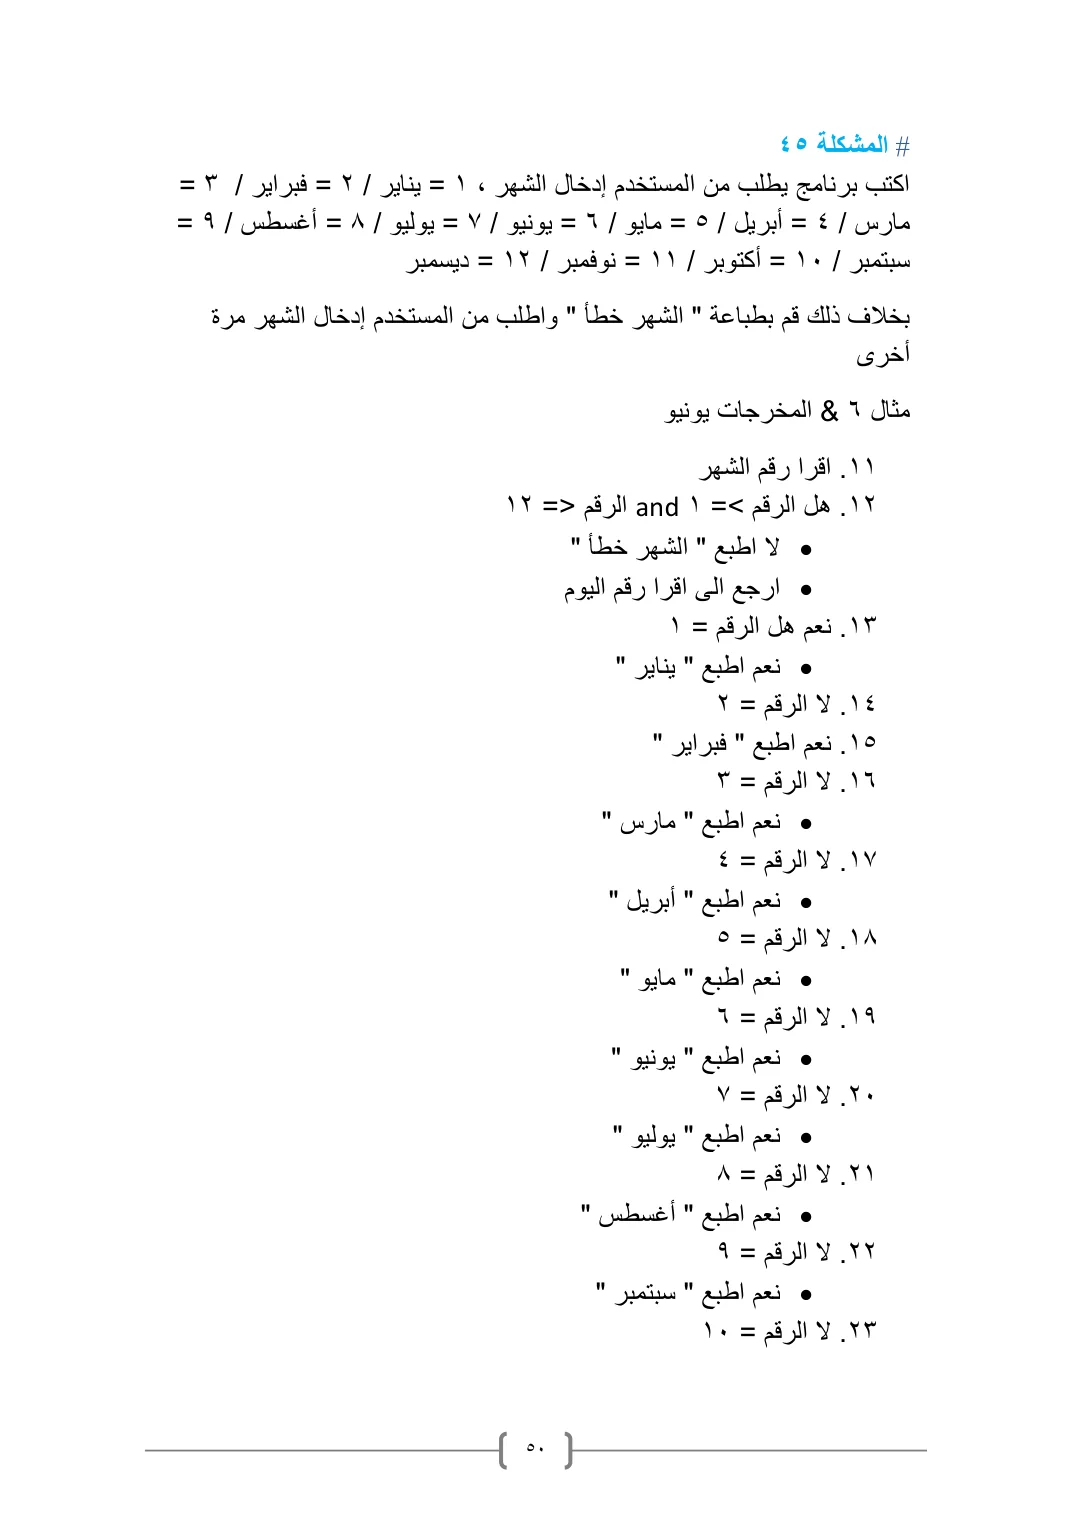 # المشكلة ٤٥
اكتب برنامج يطلب من المستخدم إدخال الشهر ، ١ = يناير / ٢ = فبراير / ٣ =
مارس / ٤ = أبريل / ٥ = مايو / ٦ = يونيو / ٧ = يوليو / ٨ = أغسطس / ٩ =
سبتمبر / ١٠ = أكتوبر / ١١ = نوفمبر / ١٢ = ديسمبر
بخلاف ذلك قم بطباعة " الشهر خطأ " واطلب من المستخدم إدخال الشهر مرة
أخرى
مثال ٦ & المخرجات يونيو
١١. اقرا رقم الشهر
١٢. هل الرقم >= ١ and الرقم <= ١٢
• لا اطبع " الشهر خطأ "
• ارجع الى اقرا رقم اليوم
١٣. نعم هل الرقم = ١
• نعم اطبع " يناير "
١٤. لا الرقم = ٢
١٥. نعم اطبع " فبراير "
١٦. لا الرقم = ٣
• نعم اطبع " مارس "
١٧. لا الرقم = ٤
• نعم اطبع " أبريل "
١٨. لا الرقم = ٥
• نعم اطبع " مايو "
١٩. لا الرقم = ٦
• نعم اطبع " يونيو "
٢٠. لا الرقم = ٧
• نعم اطبع " يوليو "
٢١. لا الرقم = ٨
• نعم اطبع " أغسطس "
٢٢. لا الرقم = ٩
• نعم اطبع " سبتمبر "
٢٣. لا الرقم = ١٠
٥٠